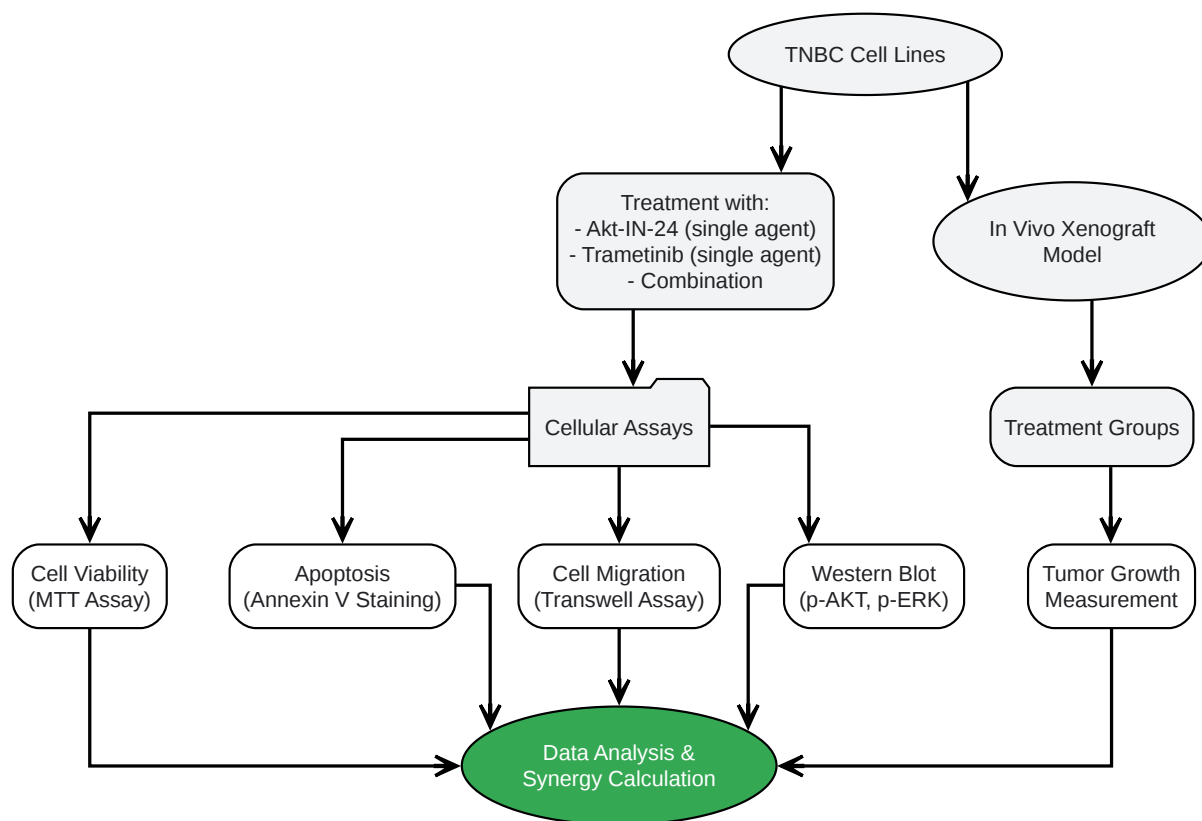 TNBC Cell Lines
Treatment with:
- Akt-IN-24 (single agent)
- Trametinib (single agent)
- Combination
In Vivo Xenograft
Model
Cellular Assays
Treatment Groups
Cell Viability
(MTT Assay)
Apoptosis
(Annexin V Staining)
Cell Migration
(Transwell Assay)
Western Blot
(p-AKT, p-ERK)
Tumor Growth
Measurement
Data Analysis &
Synergy Calculation